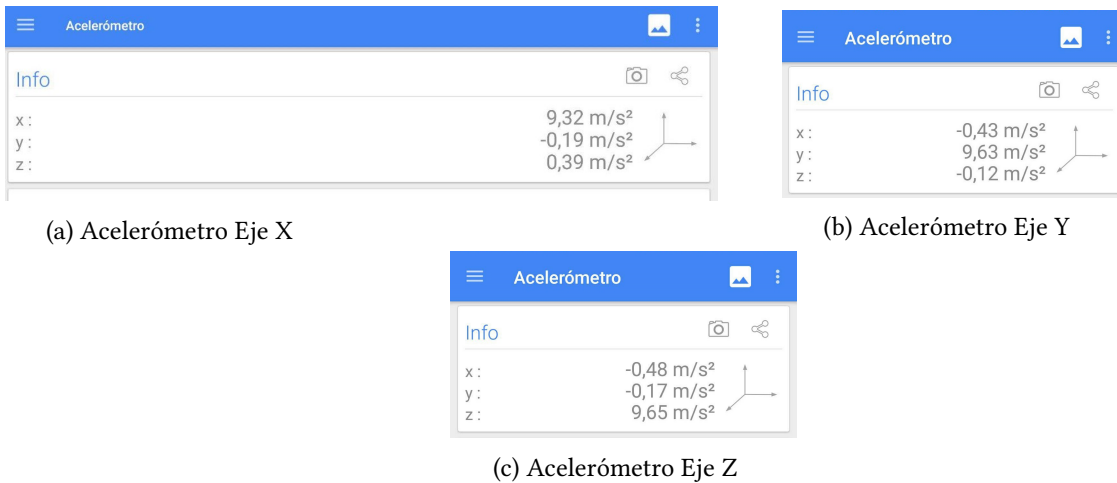 Acelerómetro
Info
x : 9,32 m/s²
y : -0,19 m/s²
z : 0,39 m/s²
(a) Acelerómetro Eje X
Acelerómetro
Info
x : -0,43 m/s²
y : 9,63 m/s²
z : -0,12 m/s²
(b) Acelerómetro Eje Y
Acelerómetro
Info
x : -0,48 m/s²
y : -0,17 m/s²
z : 9,65 m/s²
(c) Acelerómetro Eje Z